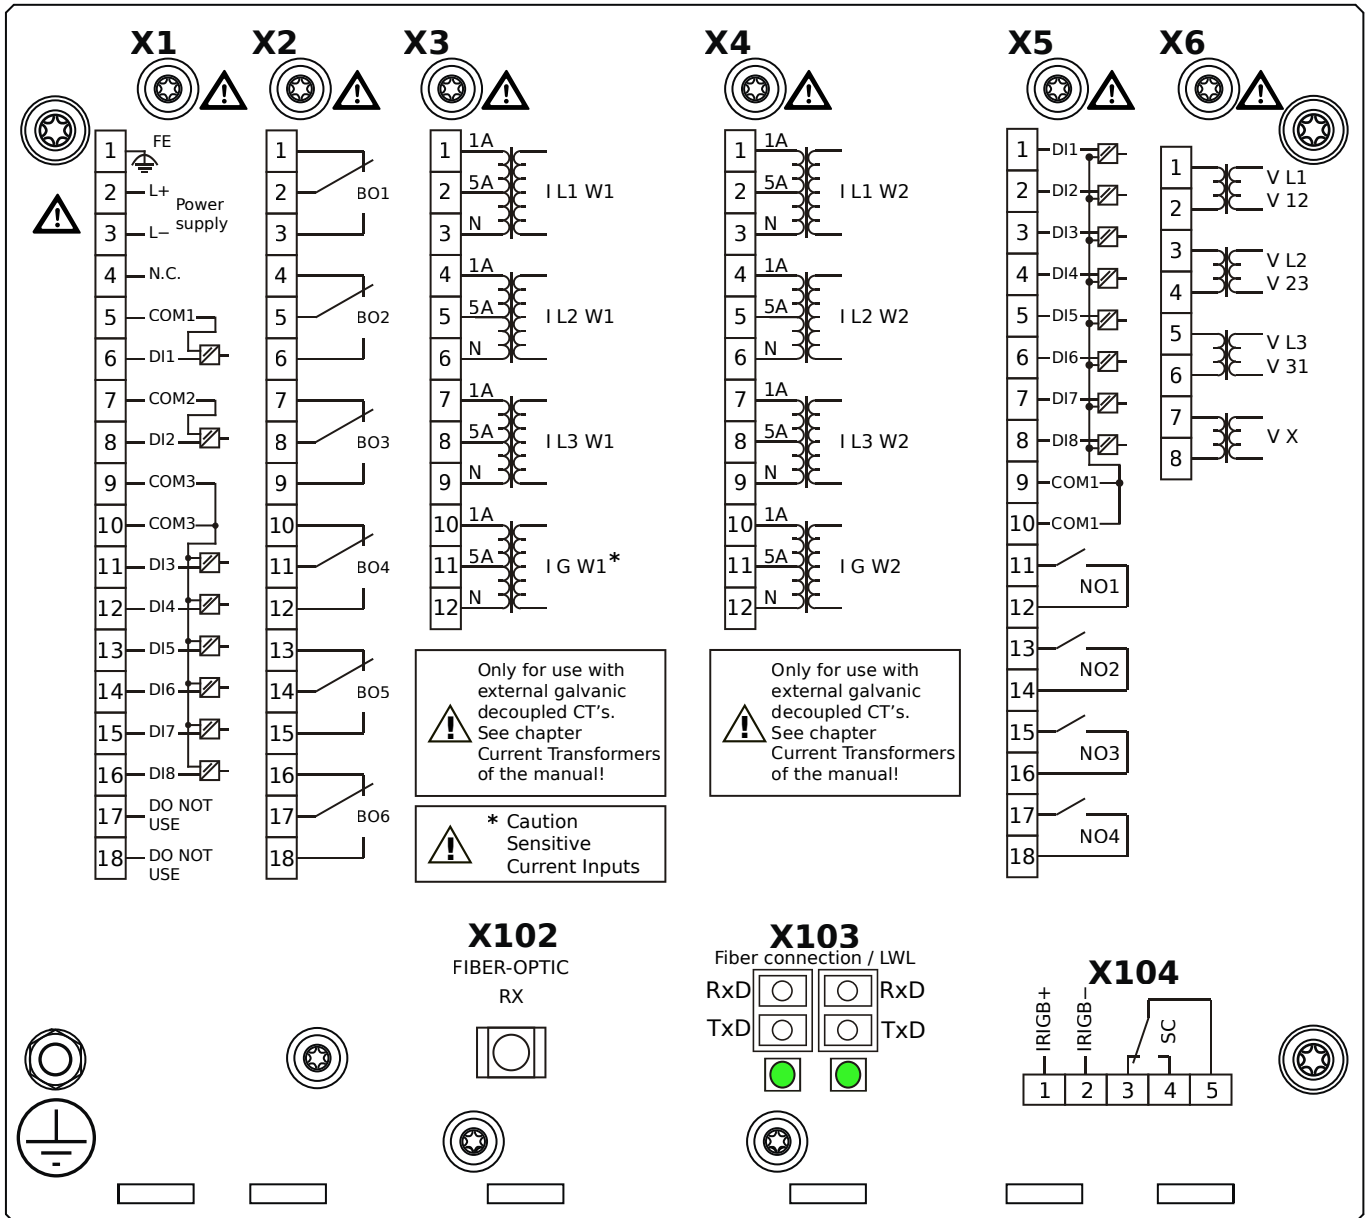 X1
1 FE
2 L+
Power
supply
3 L–
4 N.C.
5 COM1
6 DI1
7 COM2
8 DI2
9 COM3
10 COM3
11 DI3
12 DI4
13 DI5
14 DI6
15 DI7
16 DI8
17 DO NOT
USE
18 DO NOT
USE
X2
1
2 BO1
3
4
5 BO2
6
7
8 BO3
9
10
11 BO4
12
13
14 BO5
15
16
17 BO6
18
X3
1 1A
2 5A I L1 W1
3 N
4 1A
5 5A I L2 W1
6 N
7 1A
8 5A I L3 W1
9 N
10 1A
11 5A I G W1*
12 N
Only for use with
external galvanic
decoupled CT's.
See chapter
Current Transformers
of the manual!
* Caution
Sensitive
Current Inputs
X4
1 1A
2 5A I L1 W2
3 N
4 1A
5 5A I L2 W2
6 N
7 1A
8 5A I L3 W2
9 N
10 1A
11 5A I G W2
12 N
Only for use with
external galvanic
decoupled CT's.
See chapter
Current Transformers
of the manual!
X5
1 DI1
2 DI2
3 DI3
4 DI4
5 DI5
6 DI6
7 DI7
8 DI8
9 COM1
10 COM1
11
NO1
12
13
NO2
14
15
NO3
16
17
NO4
18
X6
1 V L1
2 V 12
3 V L2
4 V 23
5 V L3
6 V 31
7 V X
8
X102
FIBER-OPTIC
RX
X103
Fiber connection / LWL
RxD RxD
TxD TxD
X104
IRIGB+ IRIGB– SC
1 2 3 4 5